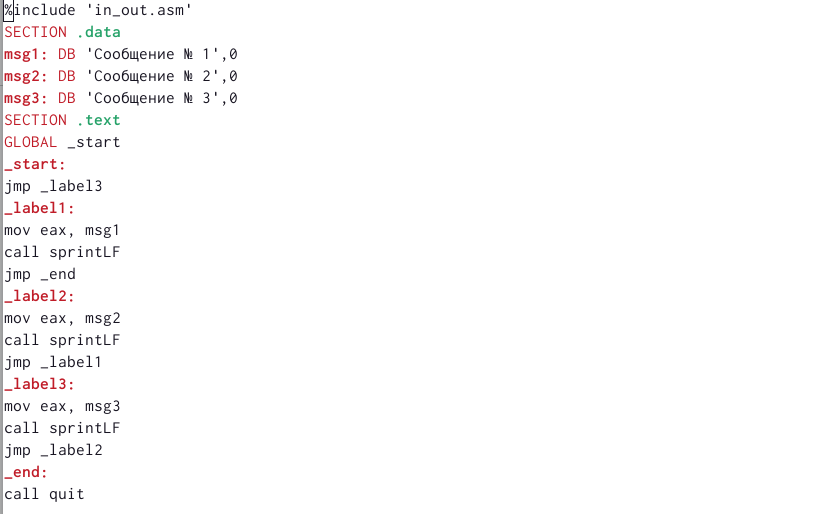 %include 'in_out.asm'
SECTION .data
msg1: DB 'Сообщение № 1',0
msg2: DB 'Сообщение № 2',0
msg3: DB 'Сообщение № 3',0
SECTION .text
GLOBAL _start
_start:
jmp _label3
_label1:
mov eax, msg1
call sprintLF
jmp _end
_label2:
mov eax, msg2
call sprintLF
jmp _label1
_label3:
mov eax, msg3
call sprintLF
jmp _label2
_end:
call quit